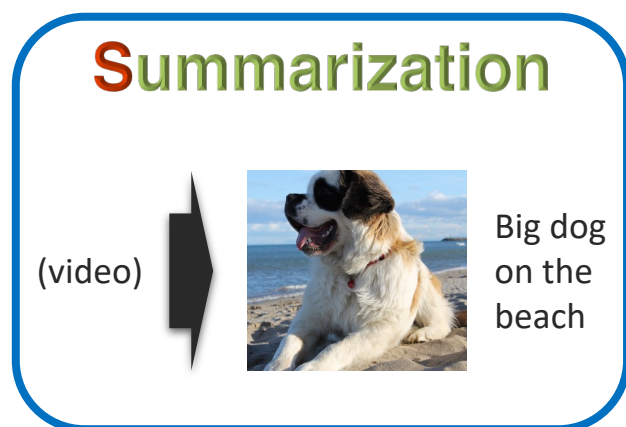 Summarization
(video)
Big dog
on the
beach